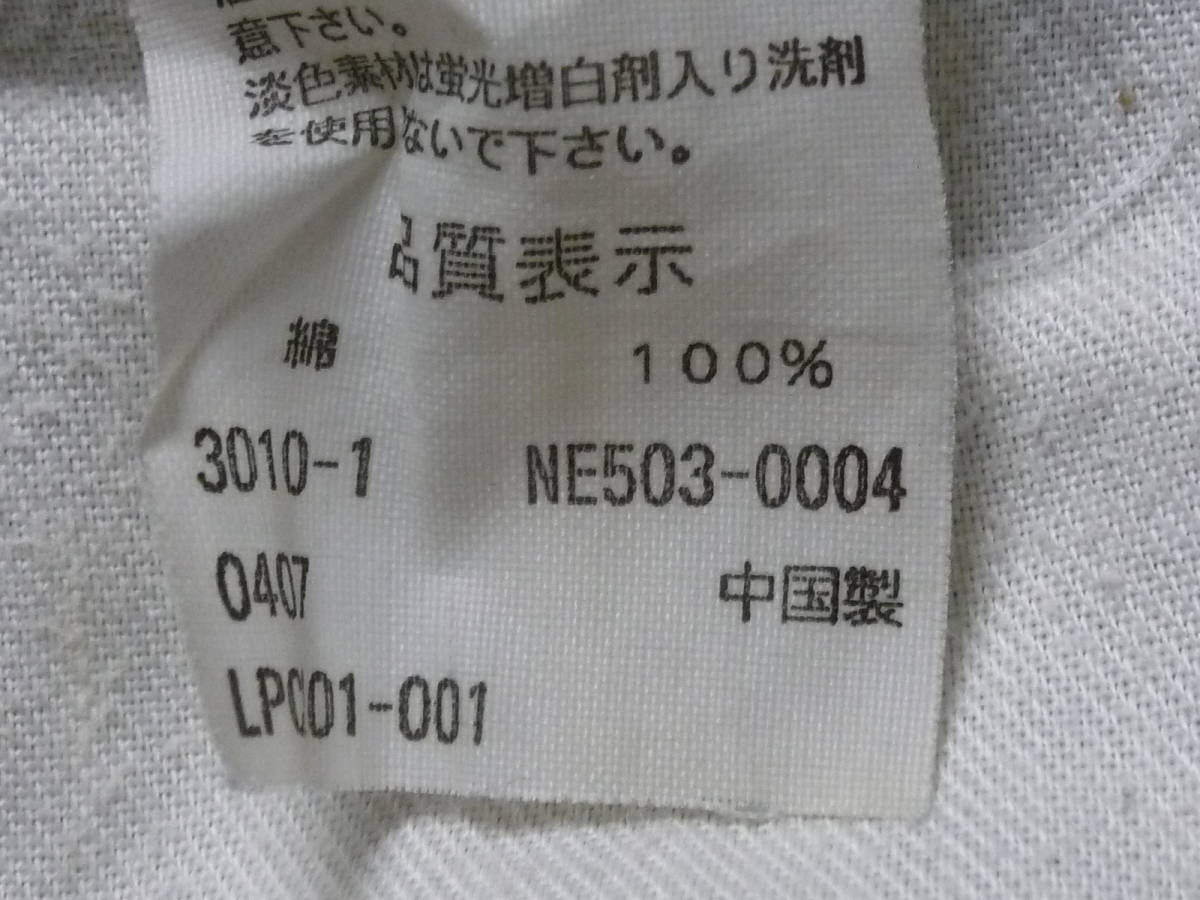 意下さい。
淡色素材は蛍光増白剤入り洗剤
を使用ないで下さい。
品質表示
綿 100%
3010-1 NE503-0004
0407 中国製
LP001-001